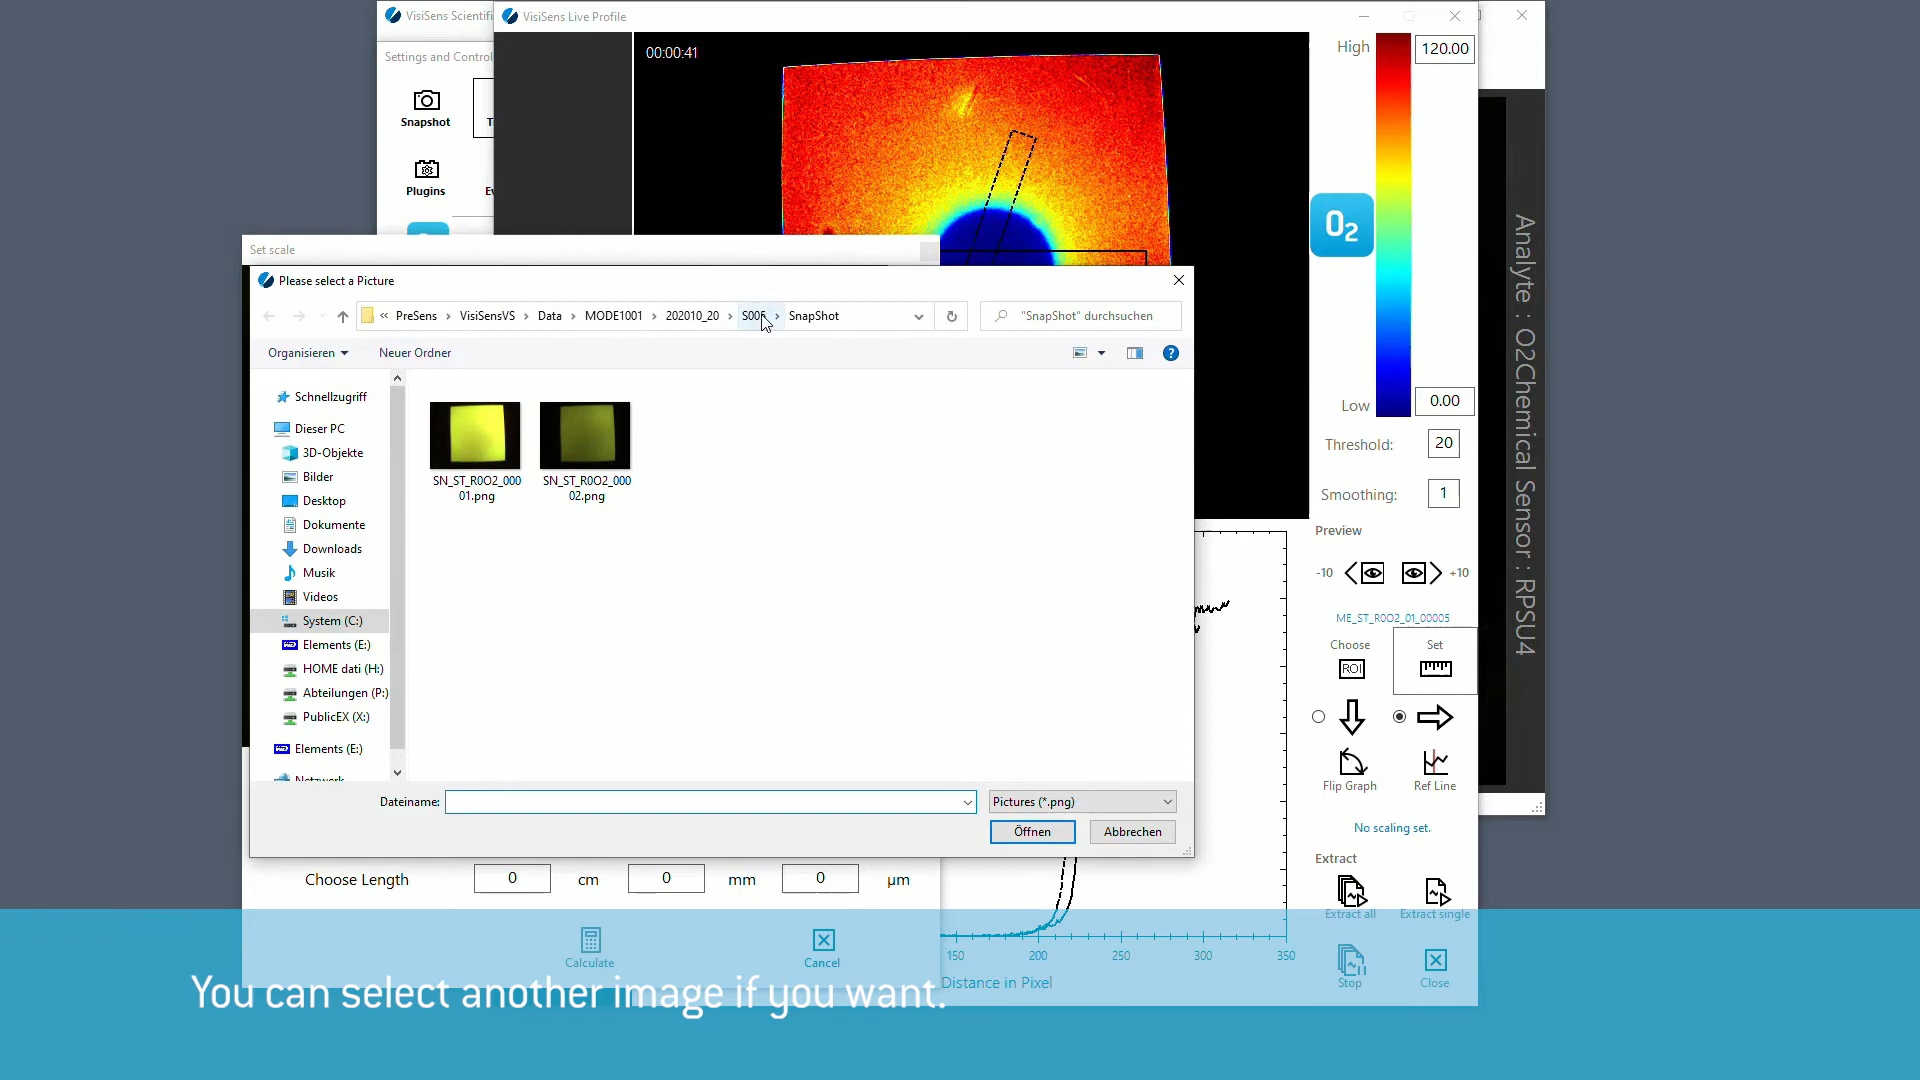 VisiSens Scientifi
VisiSens Live Profile
Settings and Control
Snapshot
Plugins
00:00:41
High
120.00
O2
Low
0.00
Threshold:
20
Smoothing:
1
Preview
-10
+10
ME_ST_R0O2_01_00005
Choose
Set
ROI
Flip Graph
Ref Line
No scaling set.
Extract
Extract all
Extract single
Stop
Close
Analyte : O2Chemical Sensor : RPSU4
Set scale
Please select a Picture
« PreSens › VisiSensVS › Data › MODE1001 › 202010_20 › S005 › SnapShot
"SnapShot" durchsuchen
Organisieren
Neuer Ordner
Schnellzugriff
Dieser PC
3D-Objekte
Bilder
Desktop
Dokumente
Downloads
Musik
Videos
System (C:)
Elements (E:)
HOME dati (H:)
Abteilungen (P:)
PublicEX (X:)
Elements (E:)
Netzwerk
SN_ST_R0O2_000
01.png
SN_ST_R0O2_000
02.png
Dateiname:
Pictures (*.png)
Öffnen
Abbrechen
Choose Length
0
cm
0
mm
0
µm
Calculate
Cancel
150
200
250
300
350
Distance in Pixel
You can select another image if you want.